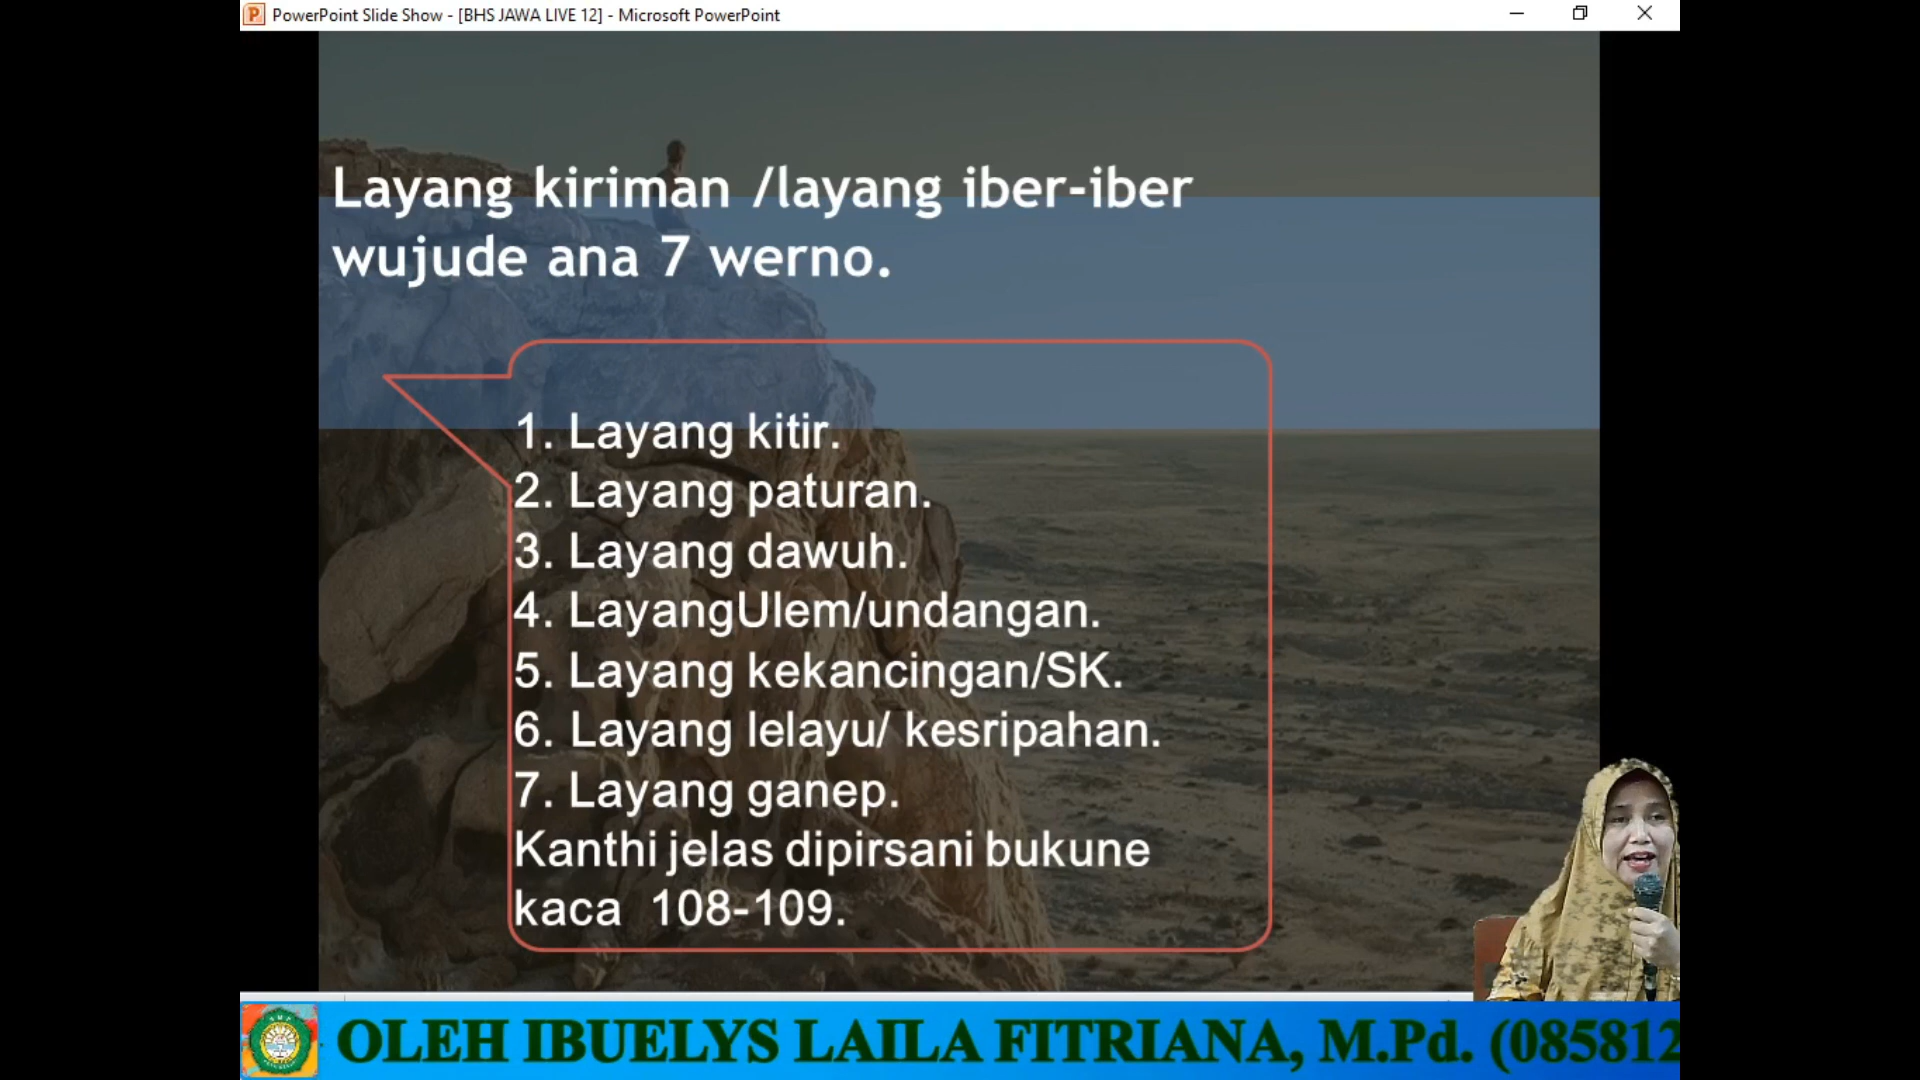 PowerPoint Slide Show - [BHS JAWA LIVE 12] - Microsoft PowerPoint
Layang kiriman /layang iber-iber
wujude ana 7 werno.
1. Layang kitir.
2. Layang paturan.
3. Layang dawuh.
4. LayangUlem/undangan.
5. Layang kekancingan/SK.
6. Layang lelayu/ kesripahan.
7. Layang ganep.
Kanthi jelas dipirsani bukune
kaca 108-109.
OLEH IBUELYS LAILA FITRIANA, M.Pd. (085812